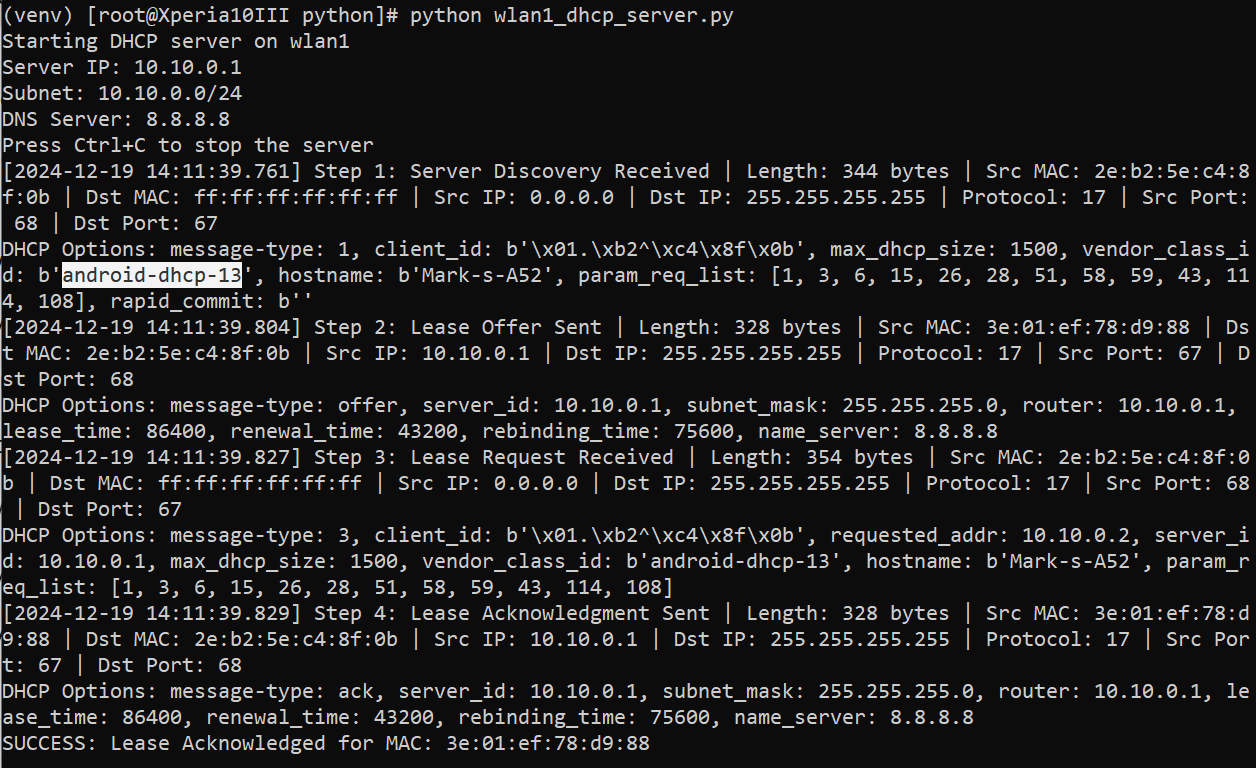 (venv) [root@Xperia10III python]# python wlan1_dhcp_server.py
Starting DHCP server on wlan1
Server IP: 10.10.0.1
Subnet: 10.10.0.0/24
DNS Server: 8.8.8.8
Press Ctrl+C to stop the server
[2024-12-19 14:11:39.761] Step 1: Server Discovery Received | Length: 344 bytes | Src MAC: 2e:b2:5e:c4:8
f:0b | Dst MAC: ff:ff:ff:ff:ff:ff | Src IP: 0.0.0.0 | Dst IP: 255.255.255.255 | Protocol: 17 | Src Port:
 68 | Dst Port: 67
DHCP Options: message-type: 1, client_id: b'\x01.\xb2^\xc4\x8f\x0b', max_dhcp_size: 1500, vendor_class_i
d: b'android-dhcp-13', hostname: b'Mark-s-A52', param_req_list: [1, 3, 6, 15, 26, 28, 51, 58, 59, 43, 11
4, 108], rapid_commit: b''
[2024-12-19 14:11:39.804] Step 2: Lease Offer Sent | Length: 328 bytes | Src MAC: 3e:01:ef:78:d9:88 | Ds
t MAC: 2e:b2:5e:c4:8f:0b | Src IP: 10.10.0.1 | Dst IP: 255.255.255.255 | Protocol: 17 | Src Port: 67 | D
st Port: 68
DHCP Options: message-type: offer, server_id: 10.10.0.1, subnet_mask: 255.255.255.0, router: 10.10.0.1,
lease_time: 86400, renewal_time: 43200, rebinding_time: 75600, name_server: 8.8.8.8
[2024-12-19 14:11:39.827] Step 3: Lease Request Received | Length: 354 bytes | Src MAC: 2e:b2:5e:c4:8f:0
b | Dst MAC: ff:ff:ff:ff:ff:ff | Src IP: 0.0.0.0 | Dst IP: 255.255.255.255 | Protocol: 17 | Src Port: 68
 | Dst Port: 67
DHCP Options: message-type: 3, client_id: b'\x01.\xb2^\xc4\x8f\x0b', requested_addr: 10.10.0.2, server_i
d: 10.10.0.1, max_dhcp_size: 1500, vendor_class_id: b'android-dhcp-13', hostname: b'Mark-s-A52', param_r
eq_list: [1, 3, 6, 15, 26, 28, 51, 58, 59, 43, 114, 108]
[2024-12-19 14:11:39.829] Step 4: Lease Acknowledgment Sent | Length: 328 bytes | Src MAC: 3e:01:ef:78:d
9:88 | Dst MAC: 2e:b2:5e:c4:8f:0b | Src IP: 10.10.0.1 | Dst IP: 255.255.255.255 | Protocol: 17 | Src Por
t: 67 | Dst Port: 68
DHCP Options: message-type: ack, server_id: 10.10.0.1, subnet_mask: 255.255.255.0, router: 10.10.0.1, le
ase_time: 86400, renewal_time: 43200, rebinding_time: 75600, name_server: 8.8.8.8
SUCCESS: Lease Acknowledged for MAC: 3e:01:ef:78:d9:88